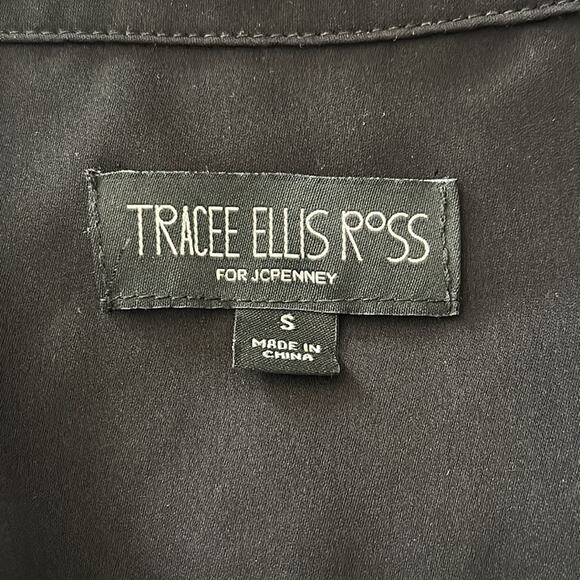 TRACEE ELLIS ROSS
FOR JCPENNEY
S
MADE IN
CHINA